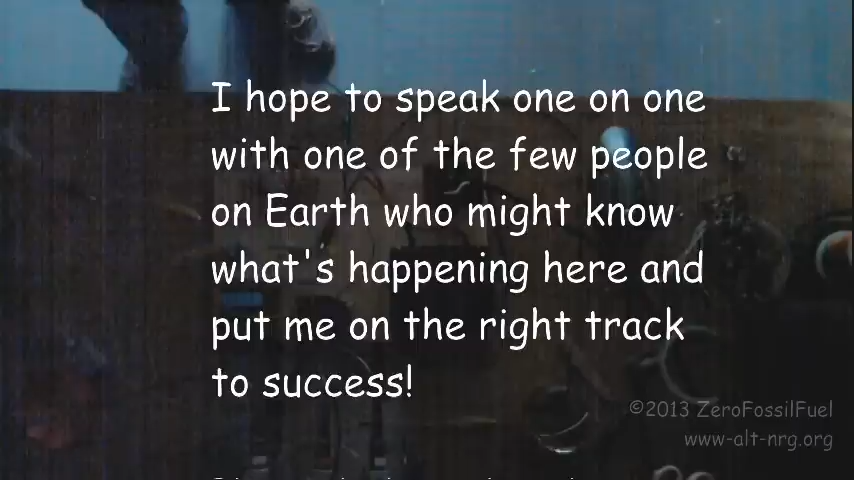 I hope to speak one on one
with one of the few people
on Earth who might know
what's happening here and
put me on the right track
to success!
©2013 ZeroFossilFuel
www-alt-nrg.org